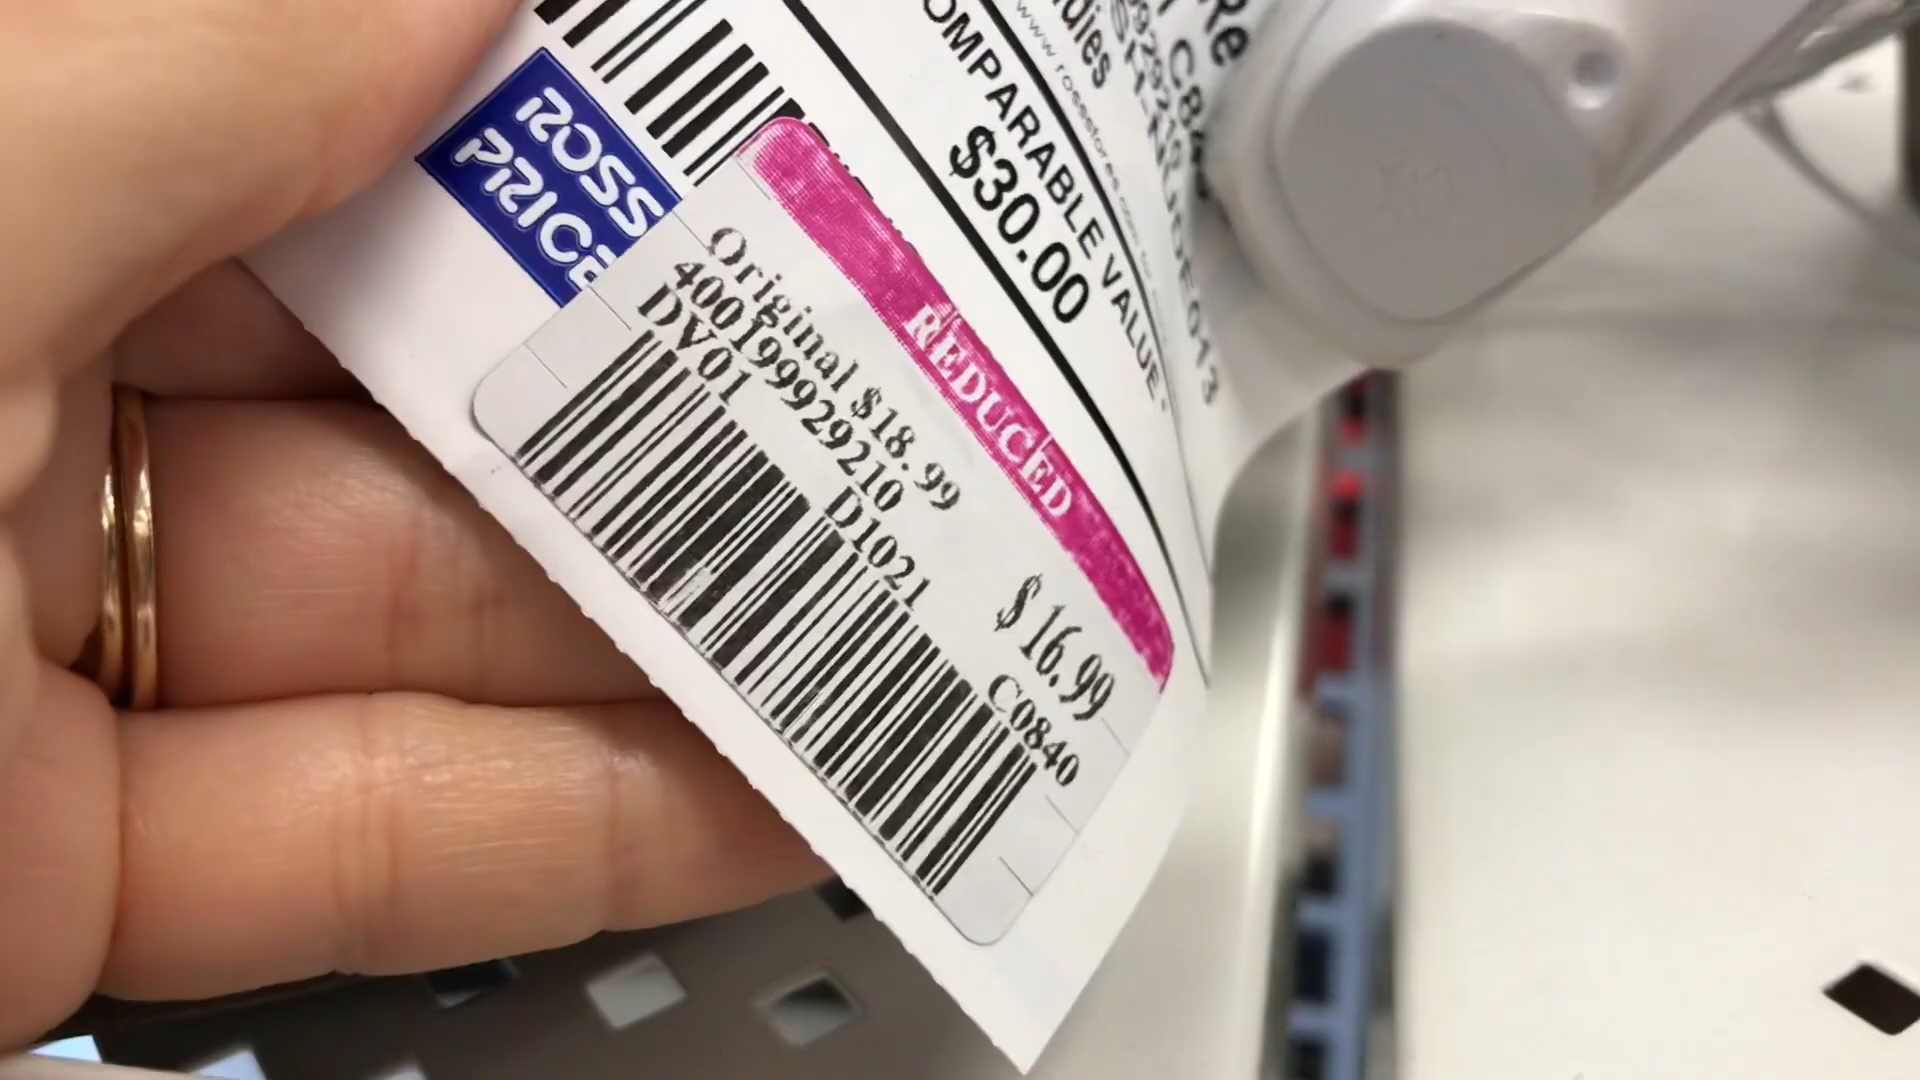 ROSS
PRICE
COMPARABLE VALUE*
$30.00
REDUCED
Original $18.99
400199929210
DV01 D1021
$16.99
C0840